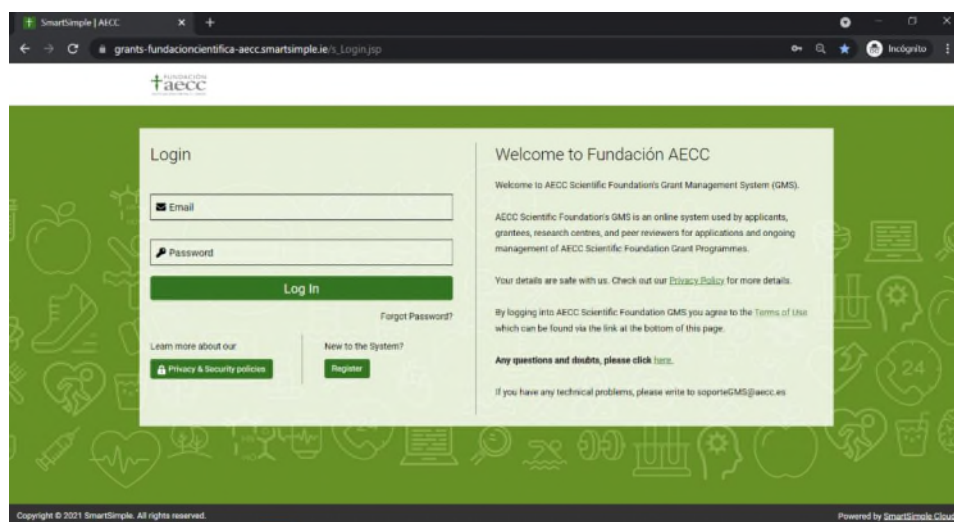 SmartSimple | AECC
grants-fundacioncientifica-aecc.smartsimple.ie/s_Login.jsp
Incógnito
FUNDACIÓN
aecc
Login
Email
Password
Log In
Forgot Password?
Learn more about our
Privacy & Security policies
New to the System?
Register
Welcome to Fundación AECC
Welcome to AECC Scientific Foundation's Grant Management System (GMS).
AECC Scientific Foundation's GMS is an online system used by applicants,
grantees, research centres, and peer reviewers for applications and ongoing
management of AECC Scientific Foundation Grant Programmes.
Your details are safe with us. Check out our Privacy Policy for more details.
By logging into AECC Scientific Foundation GMS you agree to the Terms of Use
which can be found via the link at the bottom of this page.
Any questions and doubts, please click here.
If you have any technical problems, please write to soporteGMS@aecc.es
24
Copyright © 2021 SmartSimple. All rights reserved.
Powered by SmartSimple Cloud